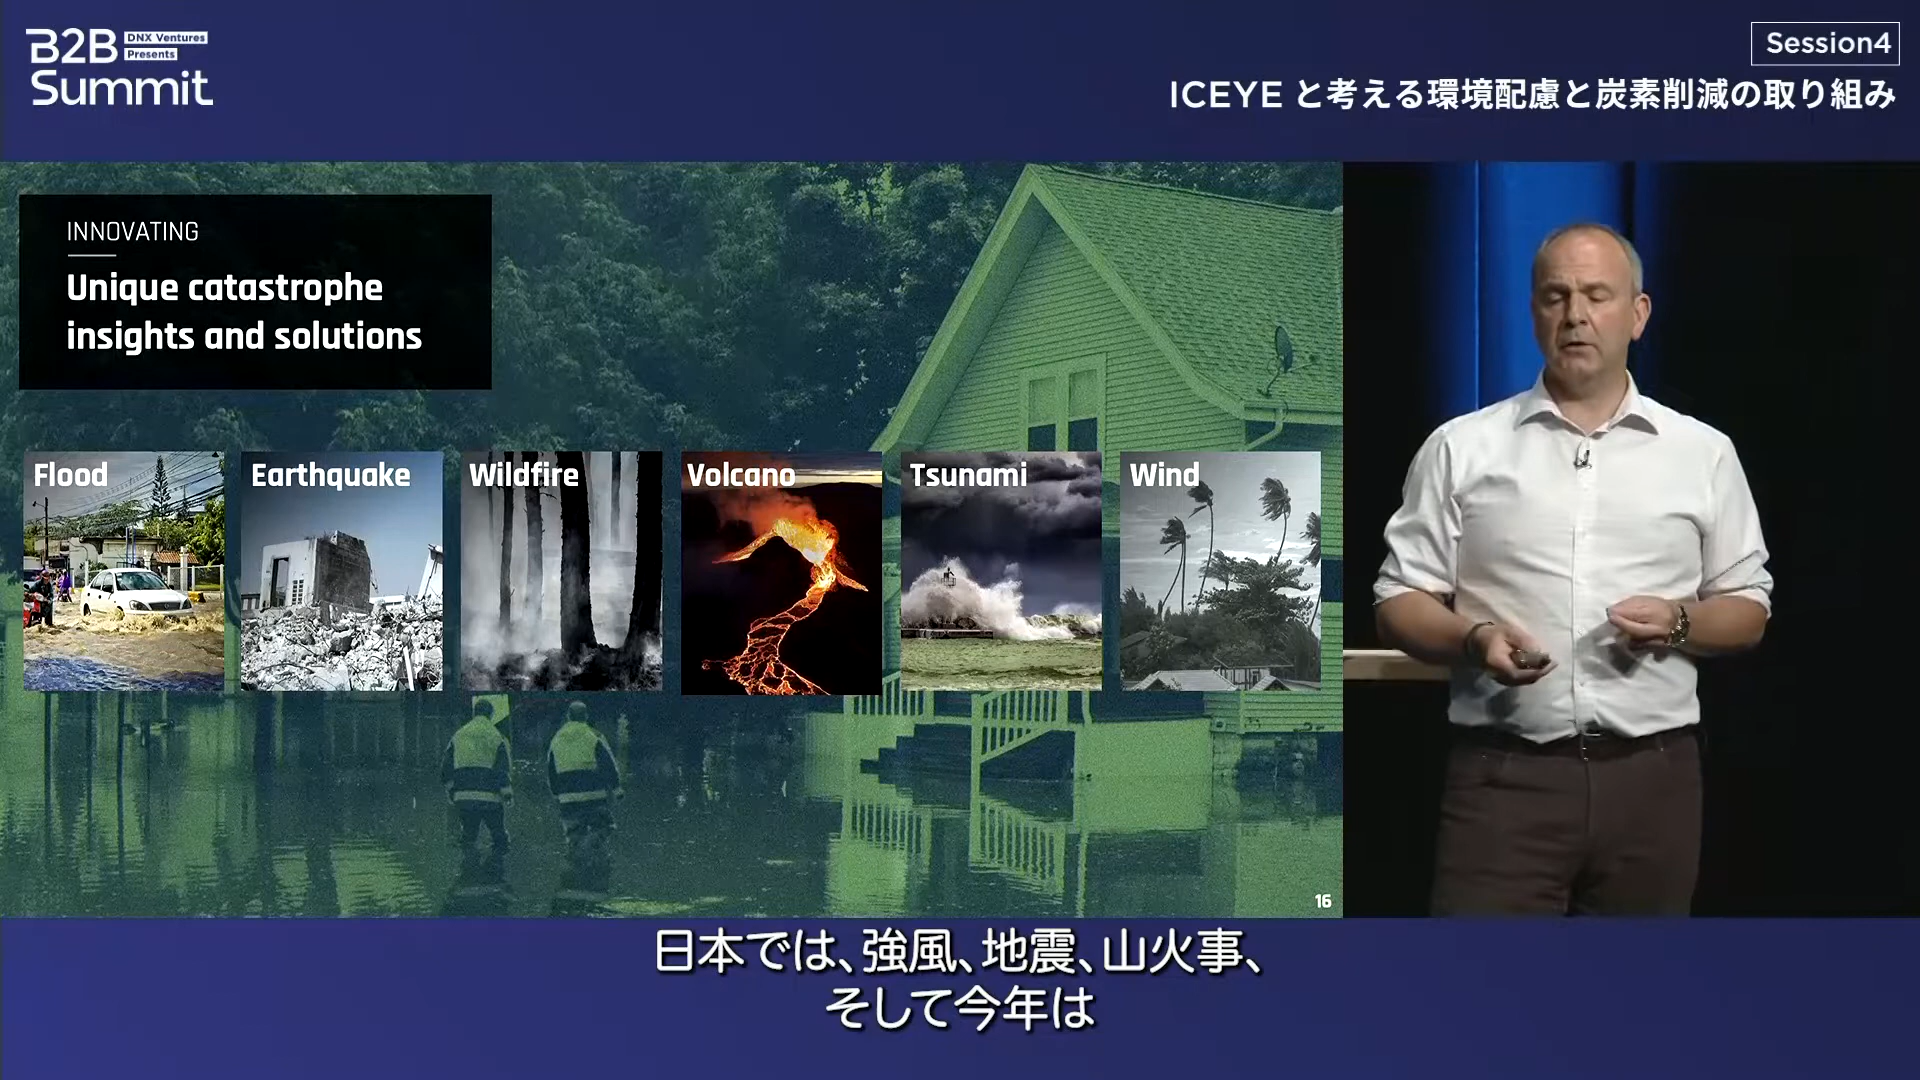 B2B
DNX Ventures
Presents
Summit
Session4
ICEYE と考える環境配慮と炭素削減の取り組み
INNOVATING
Unique catastrophe
insights and solutions
Flood
Earthquake
Wildfire
Volcano
Tsunami
Wind
16
日本では、強風、地震、山火事、
そして今年は